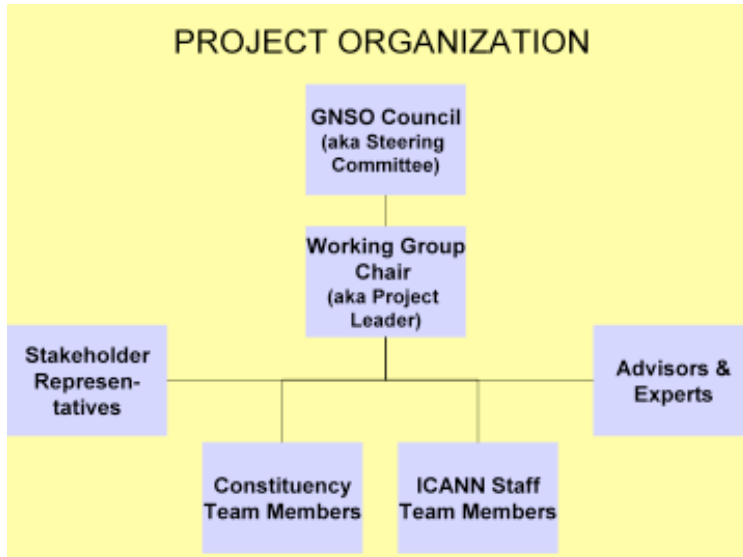 PROJECT ORGANIZATION
GNSO Council
(aka Steering
Committee)
Working Group
Chair
(aka Project
Leader)
Stakeholder
Represen-
tatives
Advisors &
Experts
Constituency
Team Members
ICANN Staff
Team Members